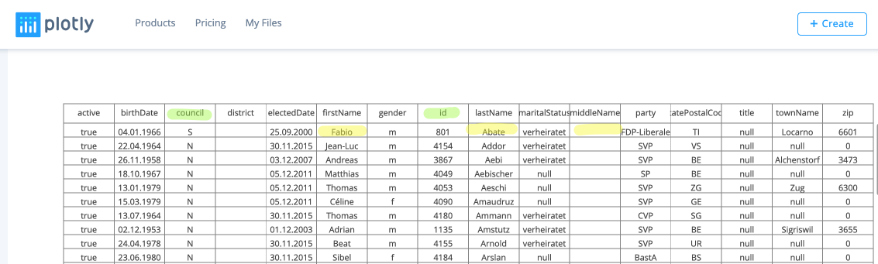 plotly Products Pricing My Files + Create
active birthDate council district electedDate firstName gender id lastName maritalStatus middleName party atePostalCod title townName zip
true 04.01.1966 S 25.09.2000 Fabio m 801 Abate verheiratet FDP-Liberale TI null Locarno 6601
true 22.04.1964 N 30.11.2015 Jean-Luc m 4154 Addor verheiratet SVP VS null null 0
true 26.11.1958 N 03.12.2007 Andreas m 3867 Aebi verheiratet SVP BE null Alchenstorf 3473
true 18.10.1967 N 05.12.2011 Matthias m 4049 Aebischer null SP BE null null 0
true 13.01.1979 N 05.12.2011 Thomas m 4053 Aeschi null SVP ZG null Zug 6300
true 15.03.1979 N 05.12.2011 Céline f 4090 Amaudruz null SVP GE null null 0
true 13.07.1964 N 30.11.2015 Thomas m 4180 Ammann verheiratet CVP SG null null 0
true 02.12.1953 N 01.12.2003 Adrian m 1135 Amstutz verheiratet SVP BE null Sigriswil 3655
true 24.04.1978 N 30.11.2015 Beat m 4155 Arnold verheiratet SVP UR null null 0
true 23.06.1980 N 30.11.2015 Sibel f 4184 Arslan null BastA BS null null 0